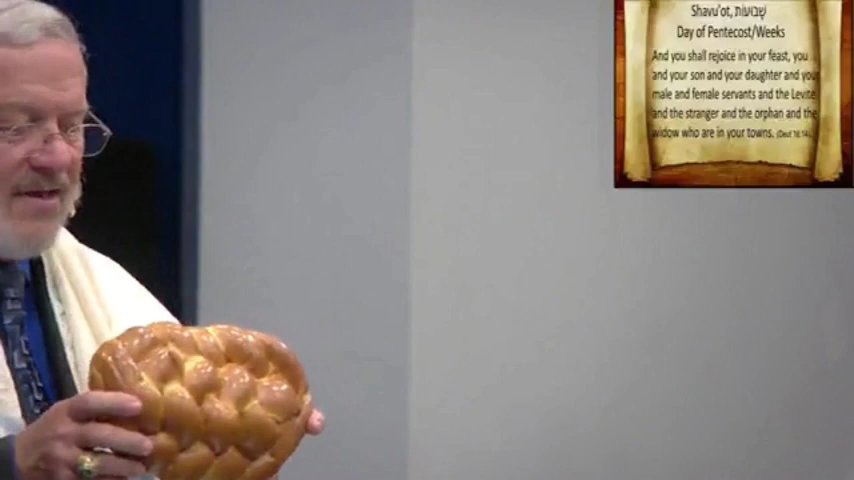 Shavu'ot, שָׁבוּעוֹת
Day of Pentecost/Weeks
And you shall rejoice in your feast, you
and your son and your daughter and your
male and female servants and the Levite
and the stranger and the orphan and the
widow who are in your towns. (Deut 16:14)